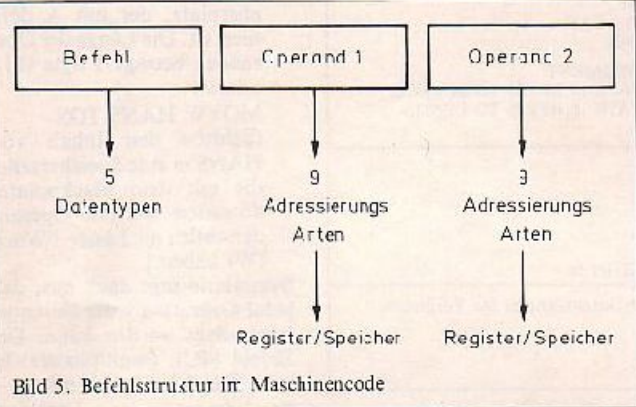 Befehl
Operand 1
Operand 2
5
Datentypen
9
Adressierungs
Arten
9
Adressierungs
Arten
Register/Speicher
Register/Speicher
Bild 5. Befehlsstruktur im Maschinencode